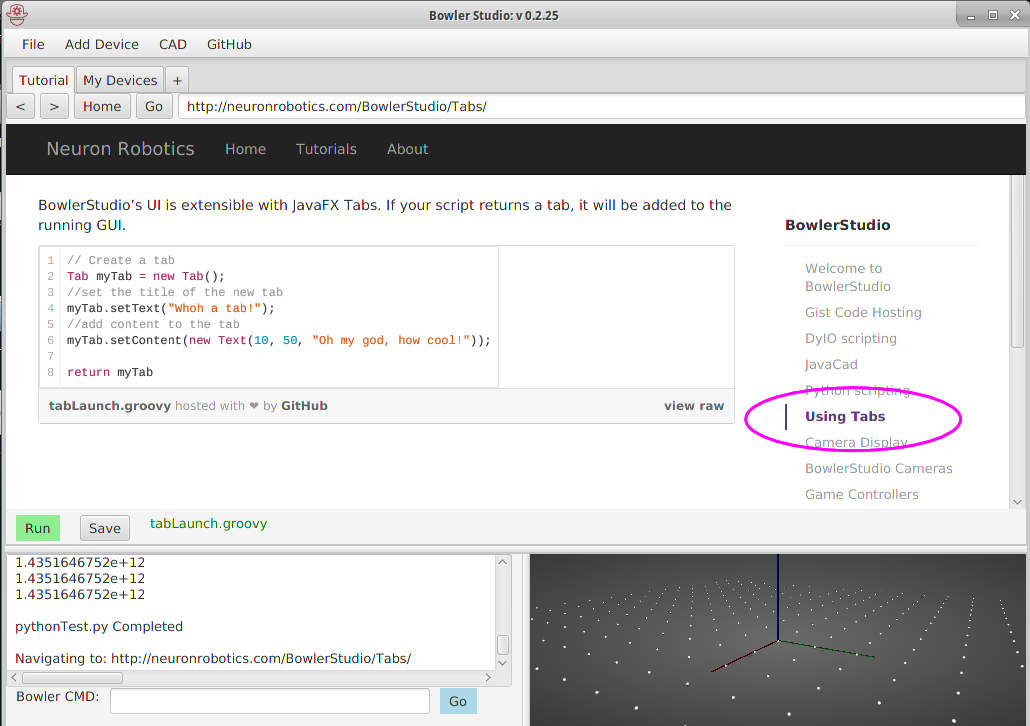 Bowler Studio: v 0.2.25
File Add Device CAD GitHub
Tutorial My Devices +
< > Home Go http://neuronrobotics.com/BowlerStudio/Tabs/
Neuron Robotics Home Tutorials About
BowlerStudio’s UI is extensible with JavaFX Tabs. If your script returns a tab, it will be added to the
running GUI.
1 // Create a tab
2 Tab myTab = new Tab();
3 //set the title of the new tab
4 myTab.setText("Whoh a tab!");
5 //add content to the tab
6 myTab.setContent(new Text(10, 50, "Oh my god, how cool!"));
7
8 return myTab
tabLaunch.groovy hosted with ❤ by GitHub view raw
BowlerStudio
Welcome to
BowlerStudio
Gist Code Hosting
DyIO scripting
JavaCad
Python scripting
Using Tabs
Camera Display
BowlerStudio Cameras
Game Controllers
Run Save tabLaunch.groovy
1.4351646752e+12
1.4351646752e+12
1.4351646752e+12
pythonTest.py Completed
Navigating to: http://neuronrobotics.com/BowlerStudio/Tabs/
Bowler CMD: Go